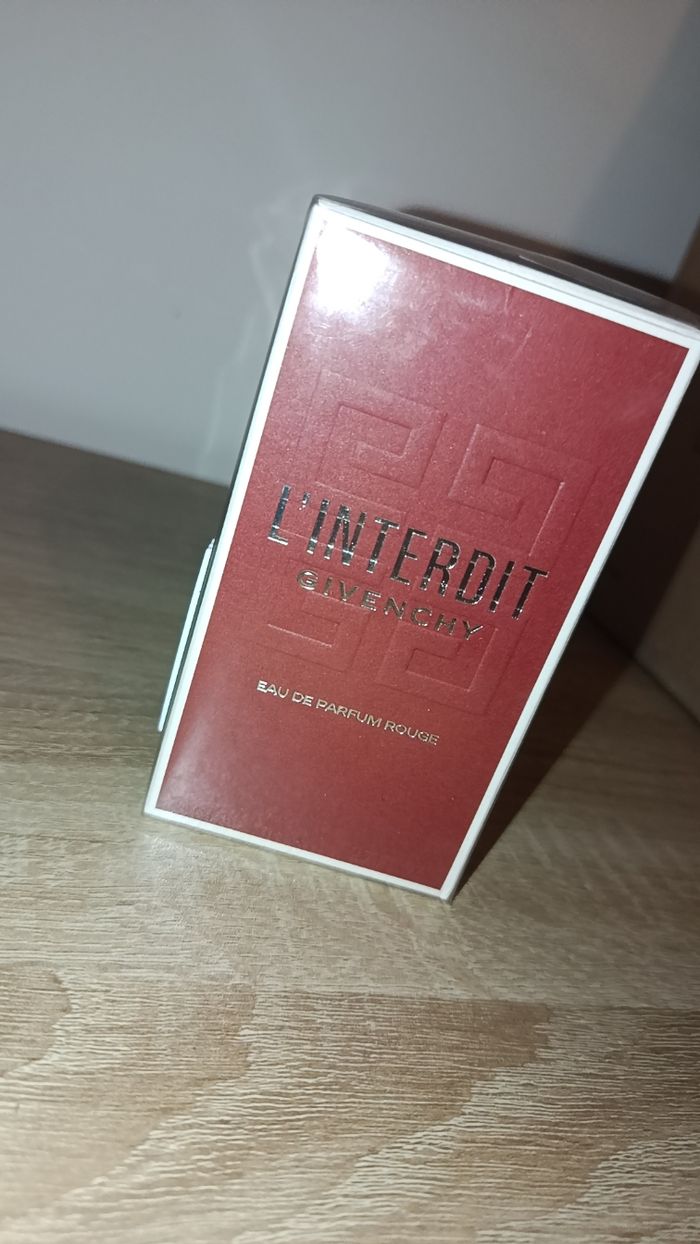 L'INTERDIT
GIVENCHY
EAU DE PARFUM ROUGE